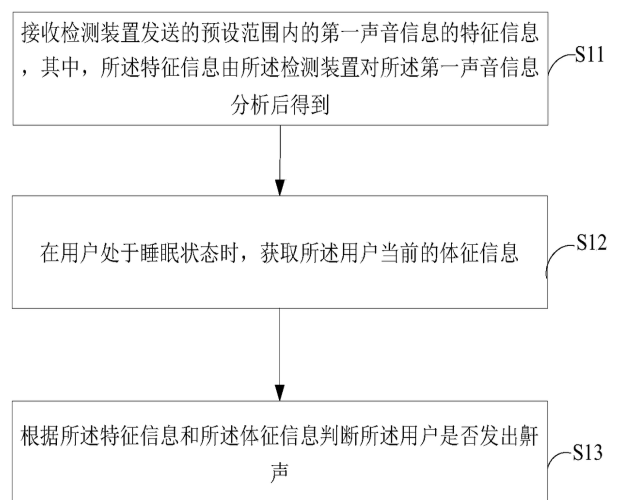 接收检测装置发送的预设范围内的第一声音信息的特征信息
，其中，所述特征信息由所述检测装置对所述第一声音信息
分析后得到
S11
在用户处于睡眠状态时，获取所述用户当前的体征信息
S12
根据所述特征信息和所述体征信息判断所述用户是否发出鼾
声
S13